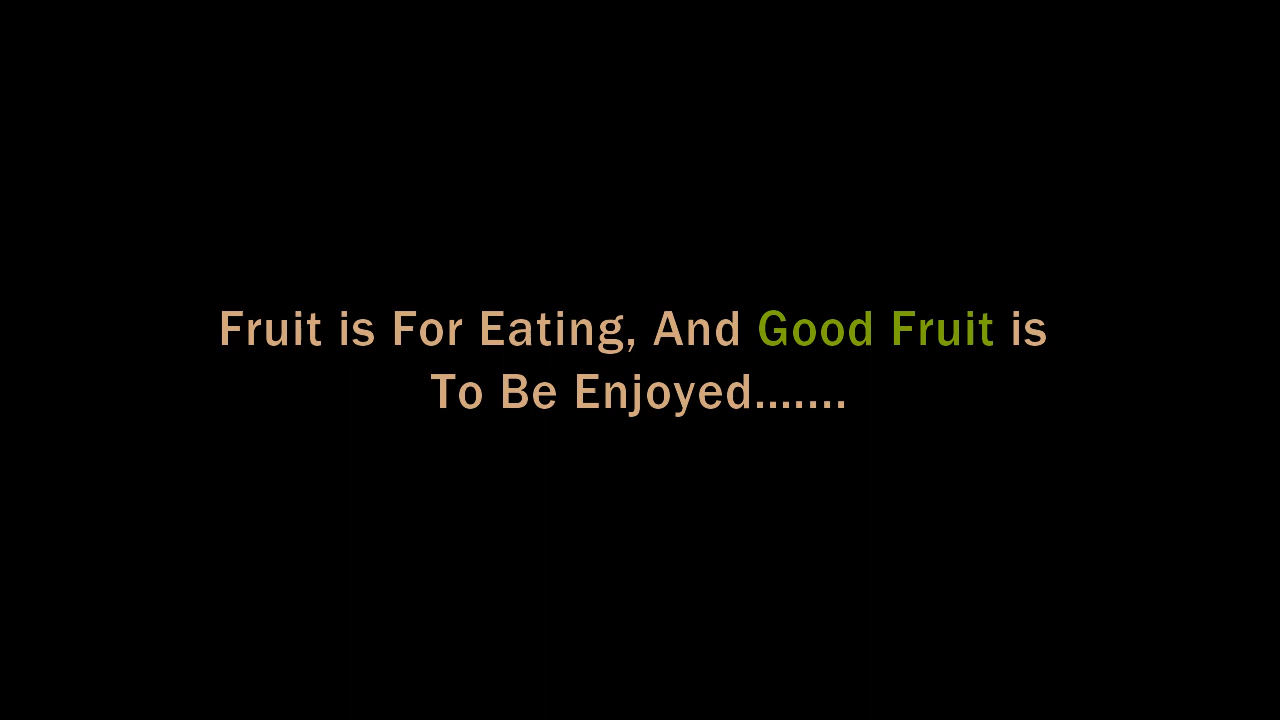 Fruit is For Eating, And Good Fruit is
To Be Enjoyed.......